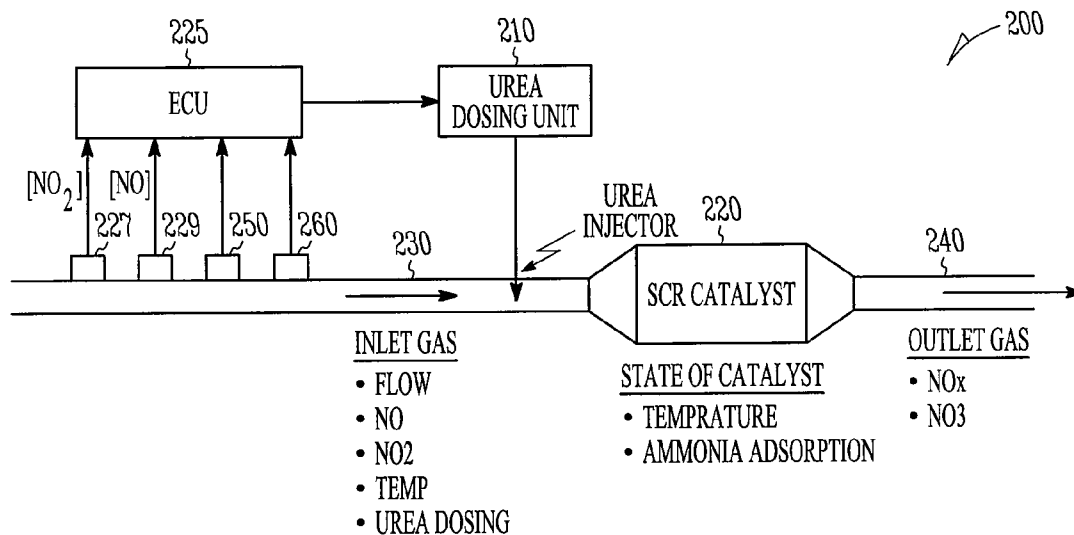 225
210
200
ECU
UREA
DOSING UNIT
[NO2]
[NO]
227
229
250
260
230
UREA
INJECTOR
220
240
SCR CATALYST
INLET GAS
• FLOW
• NO
• NO2
• TEMP
• UREA DOSING
STATE OF CATALYST
• TEMPRATURE
• AMMONIA ADSORPTION
OUTLET GAS
• NOx
• NO3